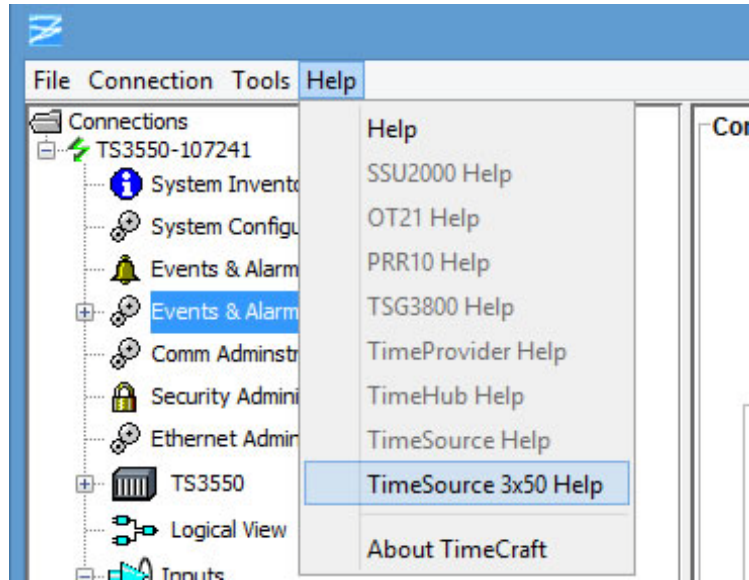 File Connection Tools Help
Connections
TS3550-107241
System Invento
System Configu
Events & Alarm
Events & Alarm
Comm Adminstr
Security Admini
Ethernet Admin
TS3550
Logical View
Inputs
Help
SSU2000 Help
OT21 Help
PRR10 Help
TSG3800 Help
TimeProvider Help
TimeHub Help
TimeSource Help
TimeSource 3x50 Help
About TimeCraft
Con